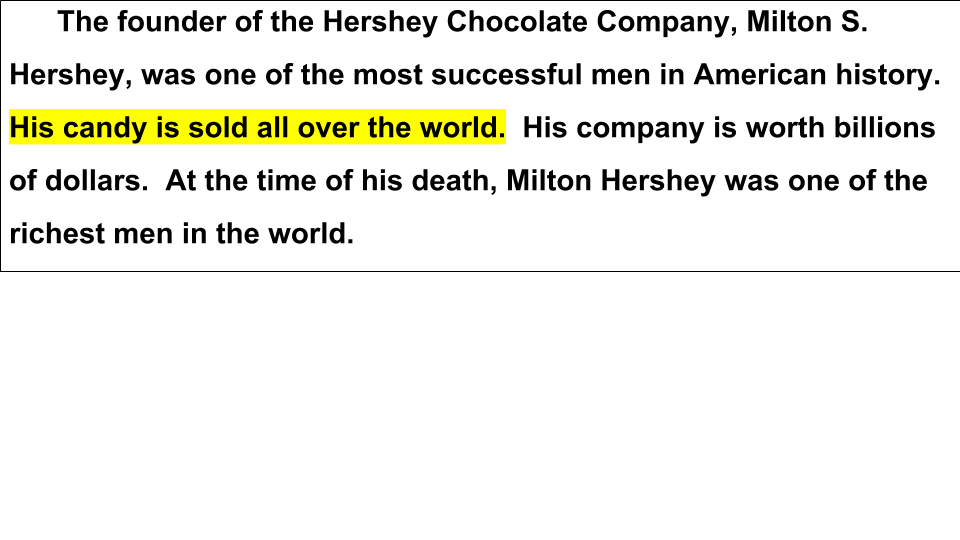 The founder of the Hershey Chocolate Company, Milton S.
Hershey, was one of the most successful men in American history.
His candy is sold all over the world.  His company is worth billions
of dollars.  At the time of his death, Milton Hershey was one of the
richest men in the world.